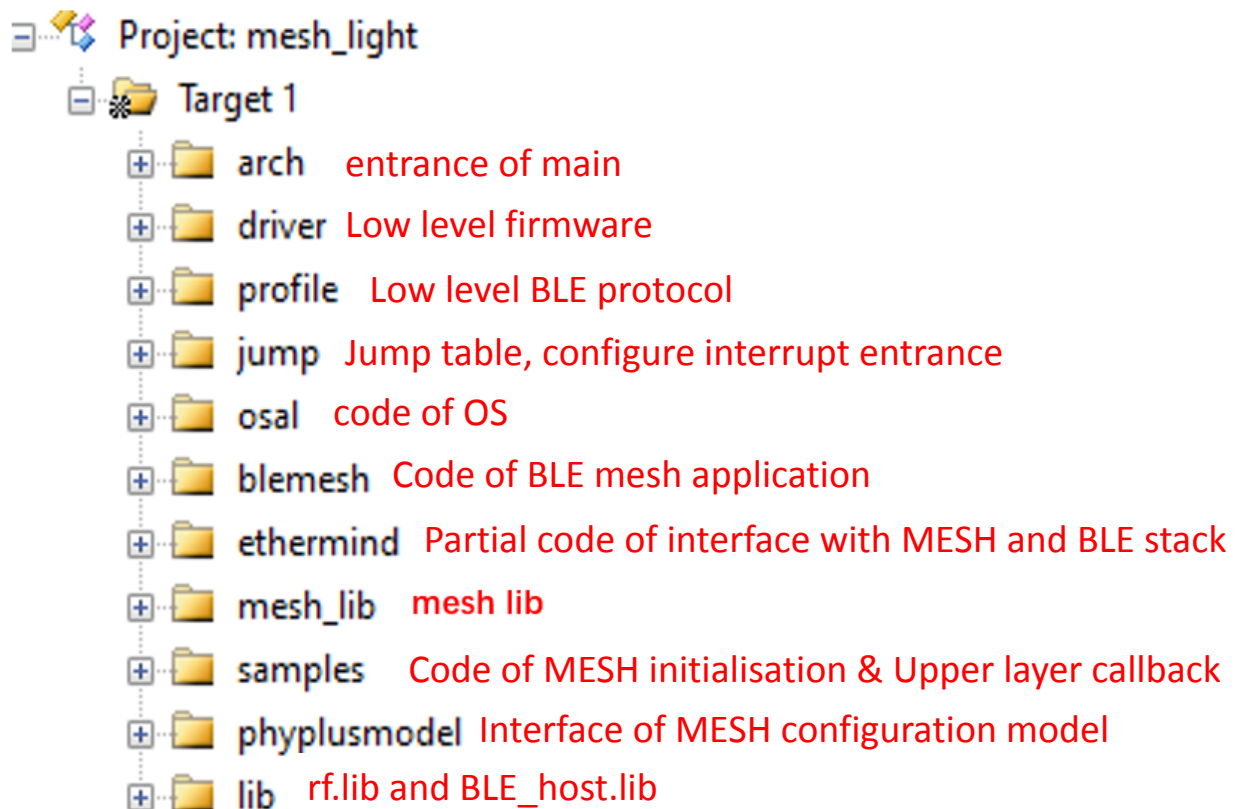 Project: mesh_light
Target 1
arch entrance of main
driver Low level firmware
profile Low level BLE protocol
jump Jump table, configure interrupt entrance
osal code of OS
blemesh Code of BLE mesh application
ethermind Partial code of interface with MESH and BLE stack
mesh_lib mesh lib
samples Code of MESH initialisation & Upper layer callback
phyplusmodel Interface of MESH configuration model
lib rf.lib and BLE_host.lib